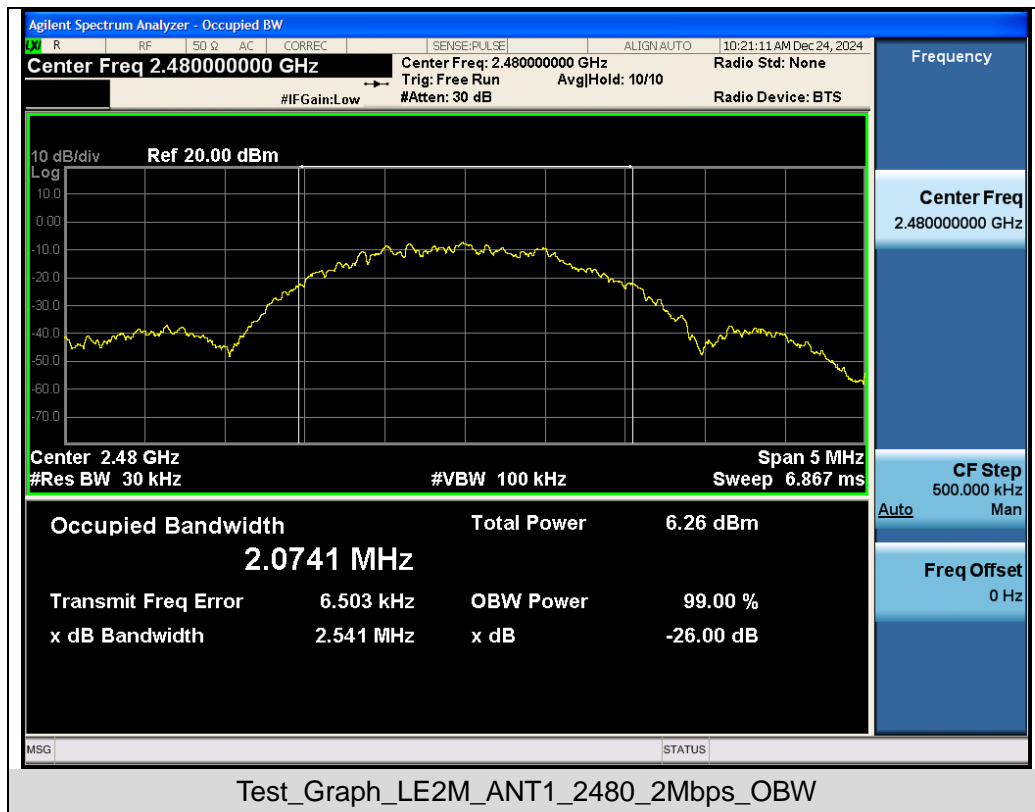 Agilent Spectrum Analyzer - Occupied BW
LXI R RF 50 Ω AC CORREC SENSE:PULSE ALIGN AUTO 10:21:11 AM Dec 24, 2024
Center Freq 2.480000000 GHz
Center Freq: 2.480000000 GHz Radio Std: None
Trig: Free Run Avg|Hold: 10/10
#IFGain:Low #Atten: 30 dB Radio Device: BTS
Frequency
10 dB/div Ref 20.00 dBm
Log
10.0
0.00
-10.0
-20.0
-30.0
-40.0
-50.0
-60.0
-70.0
Center 2.48 GHz Span 5 MHz
#Res BW 30 kHz #VBW 100 kHz Sweep 6.867 ms
Center Freq
2.480000000 GHz
CF Step
500.000 kHz
Auto Man
Freq Offset
0 Hz
Occupied Bandwidth Total Power 6.26 dBm
2.0741 MHz
Transmit Freq Error 6.503 kHz OBW Power 99.00 %
x dB Bandwidth 2.541 MHz x dB -26.00 dB
MSG STATUS
Test_Graph_LE2M_ANT1_2480_2Mbps_OBW